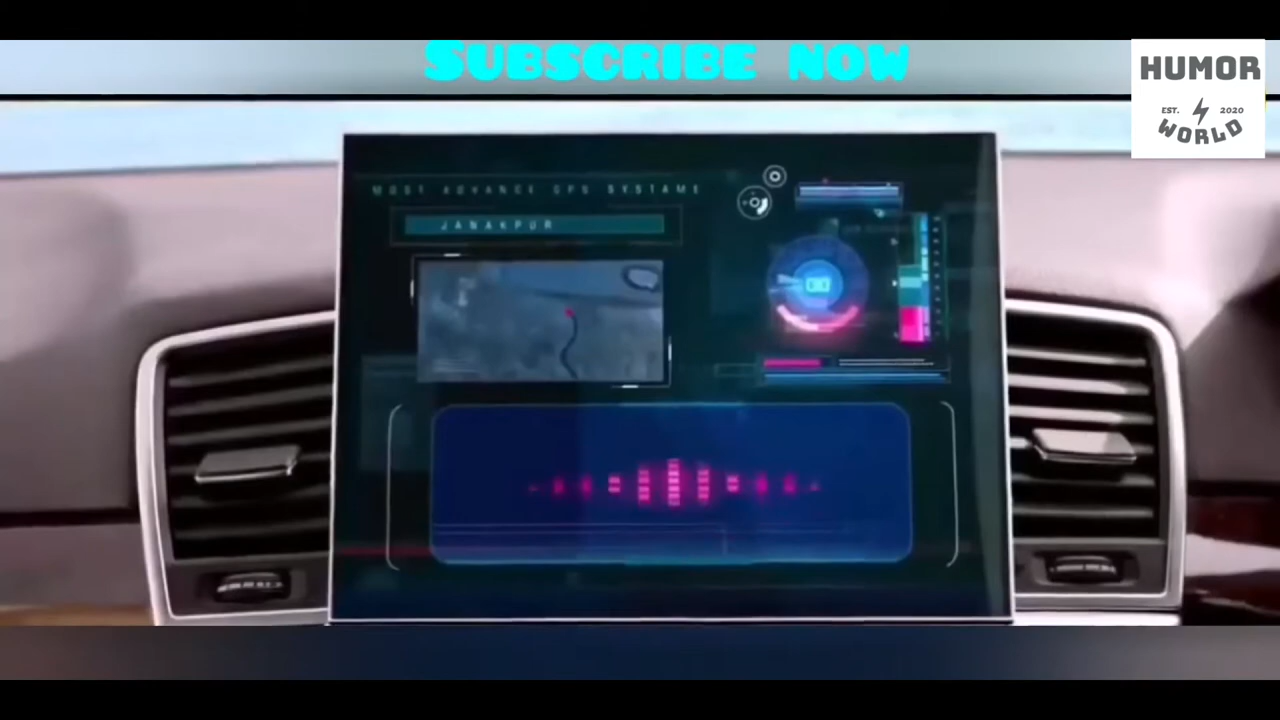 SUBSCRIBE NOW
HUMOR
EST. 2020
WORLD
MOST ADVANCE GPS SYSTAME
JANAKPUR